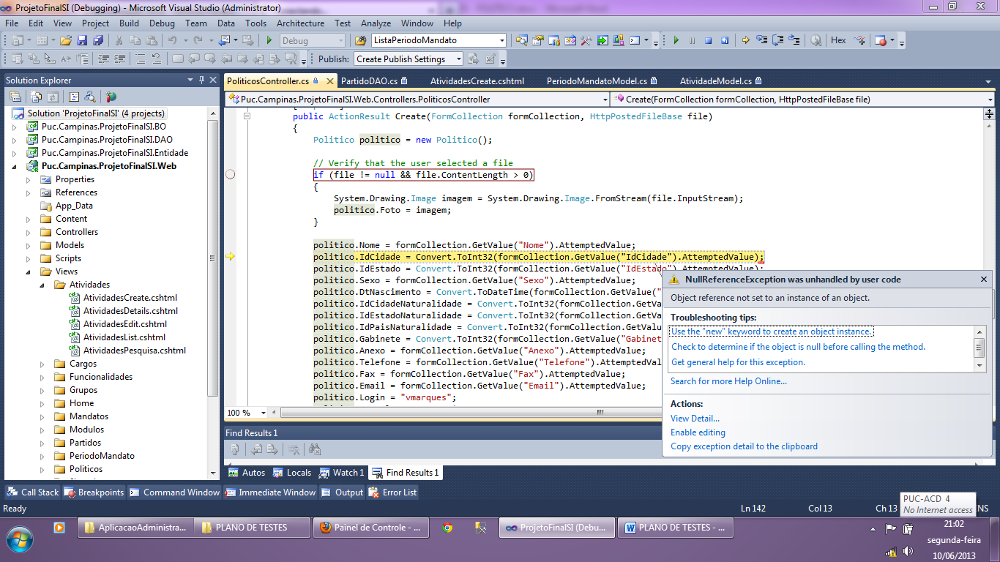 ProjetoFinalSI (Debugging) - Microsoft Visual Studio (Administrator)
File Edit View Project Build Debug Team Data Tools Architecture Test Analyze Window Help
Debug ListaPeriodoMandato Hex
Publish: Create Publish Settings
Solution Explorer
PoliticosController.cs PartidoDAO.cs AtividadesCreate.cshtml PeriodoMandatoModel.cs AtividadeModel.cs
Puc.Campinas.ProjetoFinalSI.Web.Controllers.PoliticosController Create(FormCollection formCollection, HttpPostedFileBase file)
Solution 'ProjetoFinalSI' (4 projects)
Puc.Campinas.ProjetoFinalSI.BO
Puc.Campinas.ProjetoFinalSI.DAO
Puc.Campinas.ProjetoFinalSI.Entidade
Puc.Campinas.ProjetoFinalSI.Web
Properties
References
App_Data
Content
Controllers
Models
Scripts
Views
Atividades
AtividadesCreate.cshtml
AtividadesDetails.cshtml
AtividadesEdit.cshtml
AtividadesList.cshtml
AtividadesPesquisa.cshtml
Cargos
Funcionalidades
Grupos
Home
Mandatos
Modulos
Partidos
PeriodoMandato
Politicos
public ActionResult Create(FormCollection formCollection, HttpPostedFileBase file)
{
Politico politico = new Politico();
// Verify that the user selected a file
if (file != null && file.ContentLength > 0)
{
System.Drawing.Image imagem = System.Drawing.Image.FromStream(file.InputStream);
politico.Foto = imagem;
}
politico.Nome = formCollection.GetValue("Nome").AttemptedValue;
politico.IdCidade = Convert.ToInt32(formCollection.GetValue("IdCidade").AttemptedValue);
politico.IdEstado = Convert.ToInt32(formCollection.GetValue("IdEstado").AttemptedValue);
politico.Sexo = formCollection.GetValue("Sexo").AttemptedValue;
politico.DtNascimento = Convert.ToDateTime(formCollection.GetValue("
politico.IdCidadeNaturalidade = Convert.ToInt32(formCollection.GetVa
politico.IdEstadoNaturalidade = Convert.ToInt32(formCollection.GetVa
politico.IdPaisNaturalidade = Convert.ToInt32(formCollection.GetValu
politico.Gabinete = Convert.ToInt32(formCollection.GetValue("Gabinet
politico.Anexo = formCollection.GetValue("Anexo").AttemptedValue;
politico.Telefone = formCollection.GetValue("Telefone").AttemptedVal
politico.Fax = formCollection.GetValue("Fax").AttemptedValue;
politico.Email = formCollection.GetValue("Email").AttemptedValue;
politico.Login = "vmarques";
NullReferenceException was unhandled by user code
Object reference not set to an instance of an object.
Troubleshooting tips:
Use the "new" keyword to create an object instance.
Check to determine if the object is null before calling the method.
Get general help for this exception.
Search for more Help Online...
Actions:
View Detail...
Enable editing
Copy exception detail to the clipboard
100 %
Find Results 1
Autos Locals Watch 1 Find Results 1
Call Stack Breakpoints Command Window Immediate Window Output Error List
Ready Ln 142 Col 13 Ch 13 NS
PUC-ACD 4
No Internet access
AplicacaoAdministra... PLANO DE TESTES Painel de Controle - ... ProjetoFinalSI (Debu... PLANO DE TESTES - ...
21:02
segunda-feira
10/06/2013